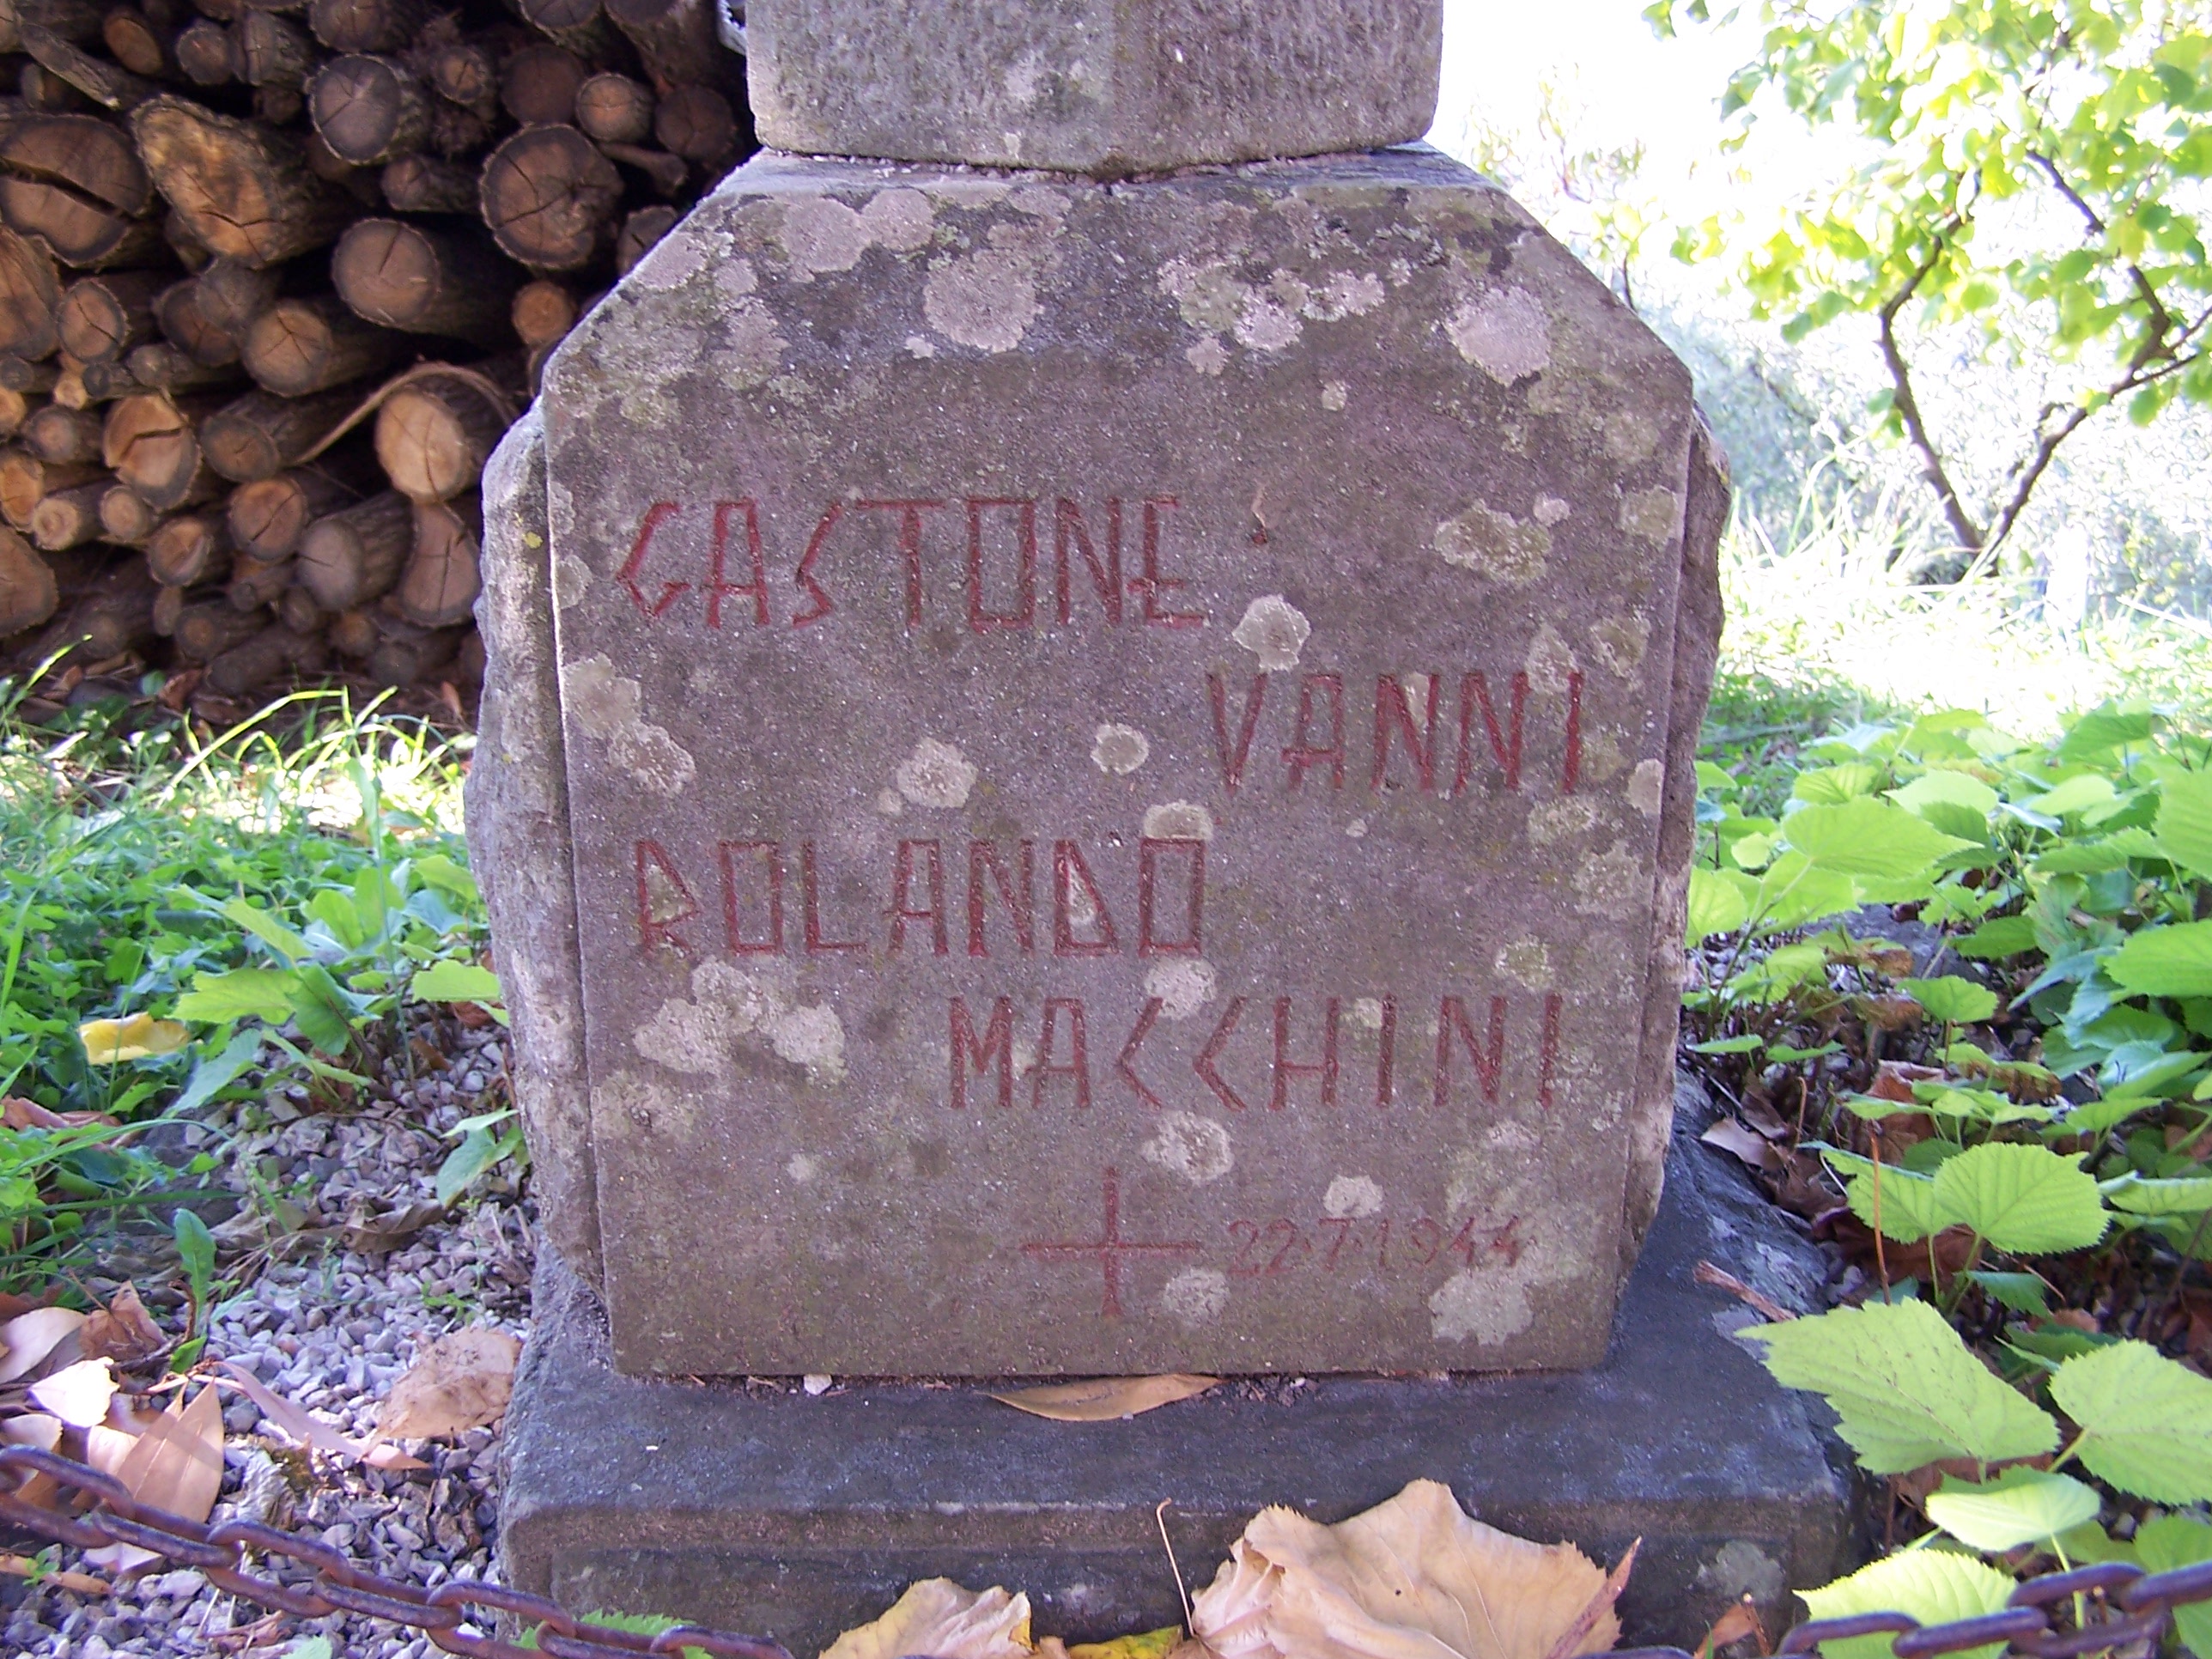 GASTONE
VANNI
ROLANDO
MACCHINI
22.7.1944